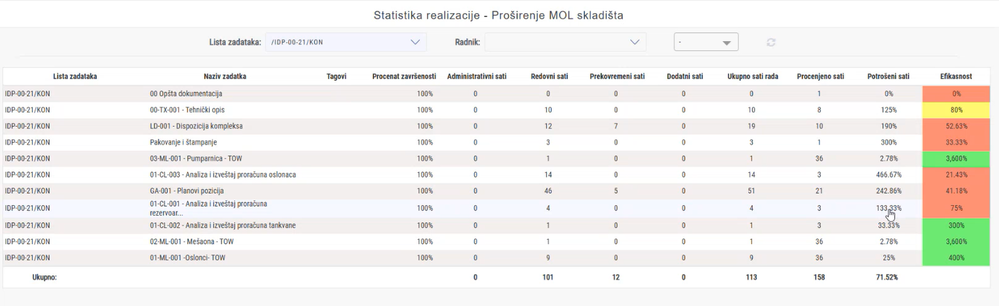 Statistika realizacije - Proširenje MOL skladišta
Lista zadataka: /IDP-00-21/KON Radnik: -
Lista zadataka Naziv zadatka Tagovi Procenat završenosti Administrativni sati Redovni sati Prekovremeni sati Dodatni sati Ukupno sati rada Procenjeno sati Potrošeni sati Efikasnost
IDP-00-21/KON 00 Opšta dokumentacija 100% 0 0 0 0 0 1 0% 0%
IDP-00-21/KON 00-TX-001 - Tehnički opis 100% 0 10 0 0 10 8 125% 80%
IDP-00-21/KON LD-001 - Dispozicija kompleksa 100% 0 12 7 0 19 10 190% 52.63%
IDP-00-21/KON Pakovanje i štampanje 100% 0 3 0 0 3 1 300% 33.33%
IDP-00-21/KON 03-ML-001 - Pumparnica - TOW 100% 0 1 0 0 1 36 2.78% 3,600%
IDP-00-21/KON 01-CL-003 - Analiza i izveštaj proračuna oslonaca 100% 0 14 0 0 14 3 466.67% 21.43%
IDP-00-21/KON GA-001 - Planovi pozicija 100% 0 46 5 0 51 21 242.86% 41.18%
IDP-00-21/KON 01-CL-001 - Analiza i izveštaj proračuna 100% 0 4 0 0 4 3 133.33% 75%
rezervoar...
IDP-00-21/KON 01-CL-002 - Analiza i izveštaj proračuna tankvane 100% 0 1 0 0 1 3 33.33% 300%
IDP-00-21/KON 02-ML-001 - Mešaona - TOW 100% 0 1 0 0 1 36 2.78% 3,600%
IDP-00-21/KON 01-ML-001 -Oslonci- TOW 100% 0 9 0 0 9 36 25% 400%
Ukupno: 0 101 12 0 113 158 71.52%